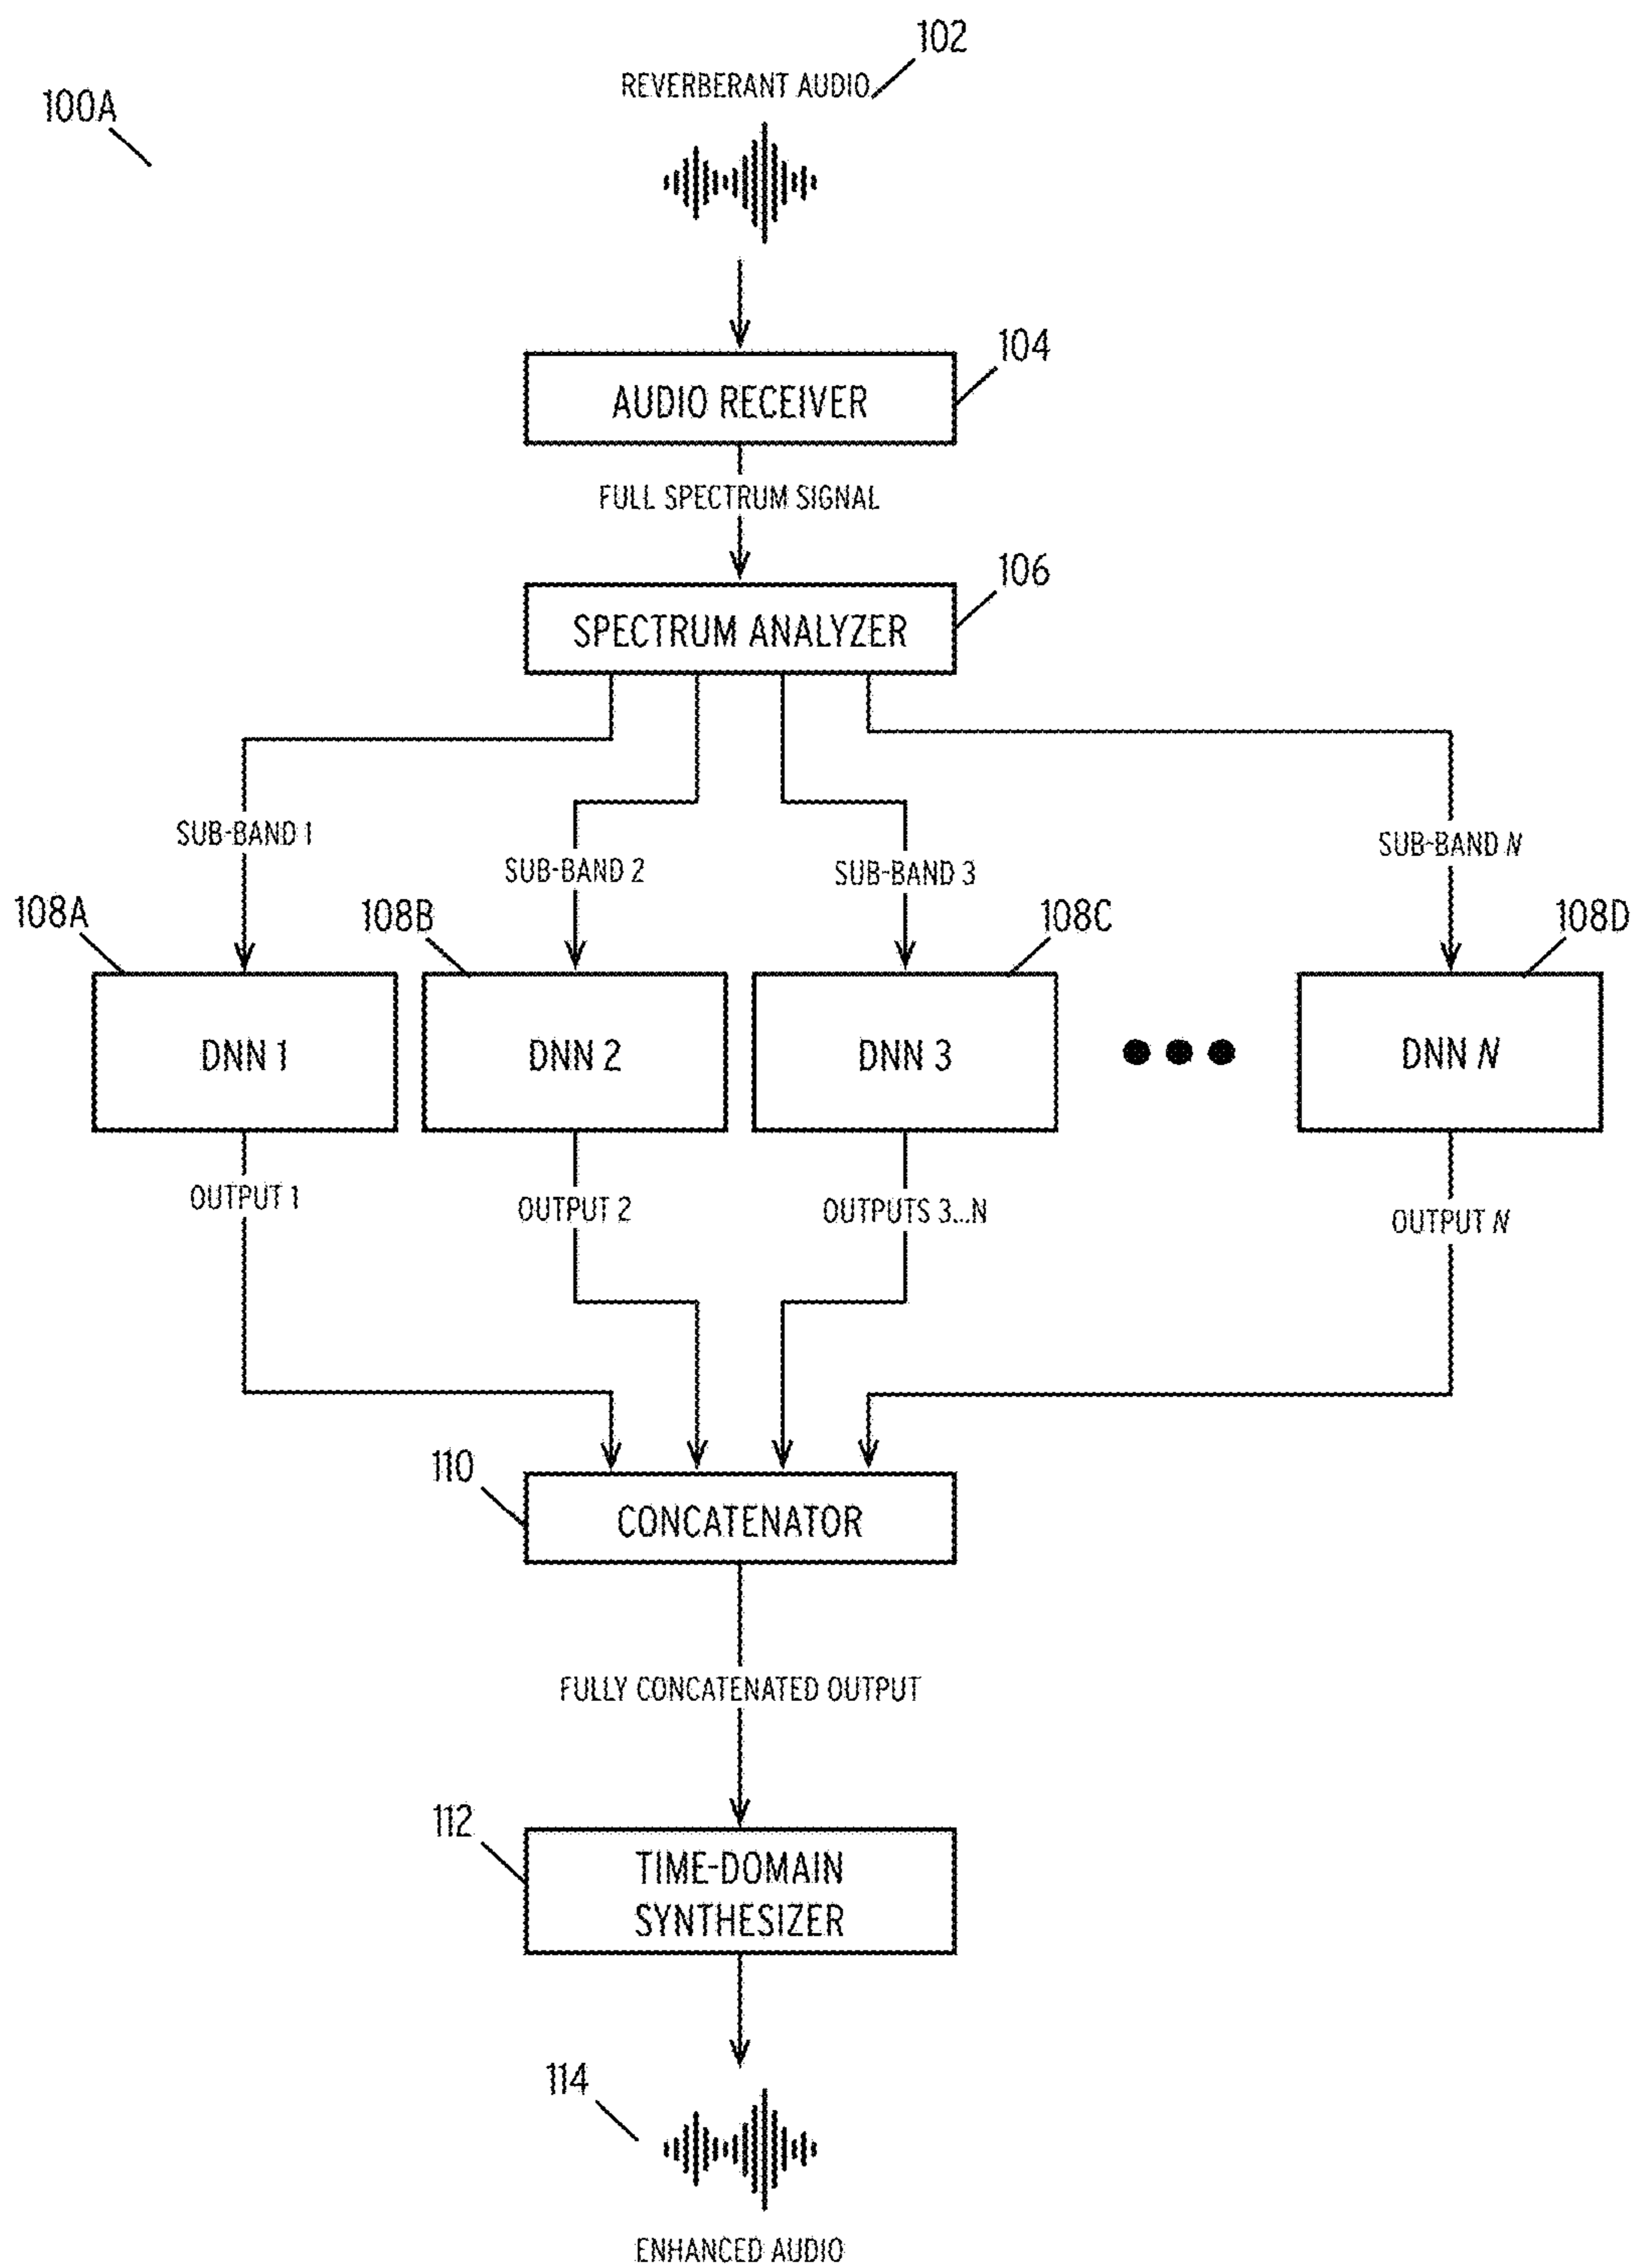 102
REVERBERANT AUDIO
100A
104
AUDIO RECEIVER
FULL SPECTRUM SIGNAL
106
SPECTRUM ANALYZER
SUB-BAND 1
SUB-BAND 2
SUB-BAND 3
SUB-BAND N
108A
108B
108C
108D
DNN 1
DNN 2
DNN 3
DNN N
OUTPUT 1
OUTPUT 2
OUTPUTS 3...N
OUTPUT N
110
CONCATENATOR
FULLY CONCATENATED OUTPUT
112
TIME-DOMAIN
SYNTHESIZER
114
ENHANCED AUDIO